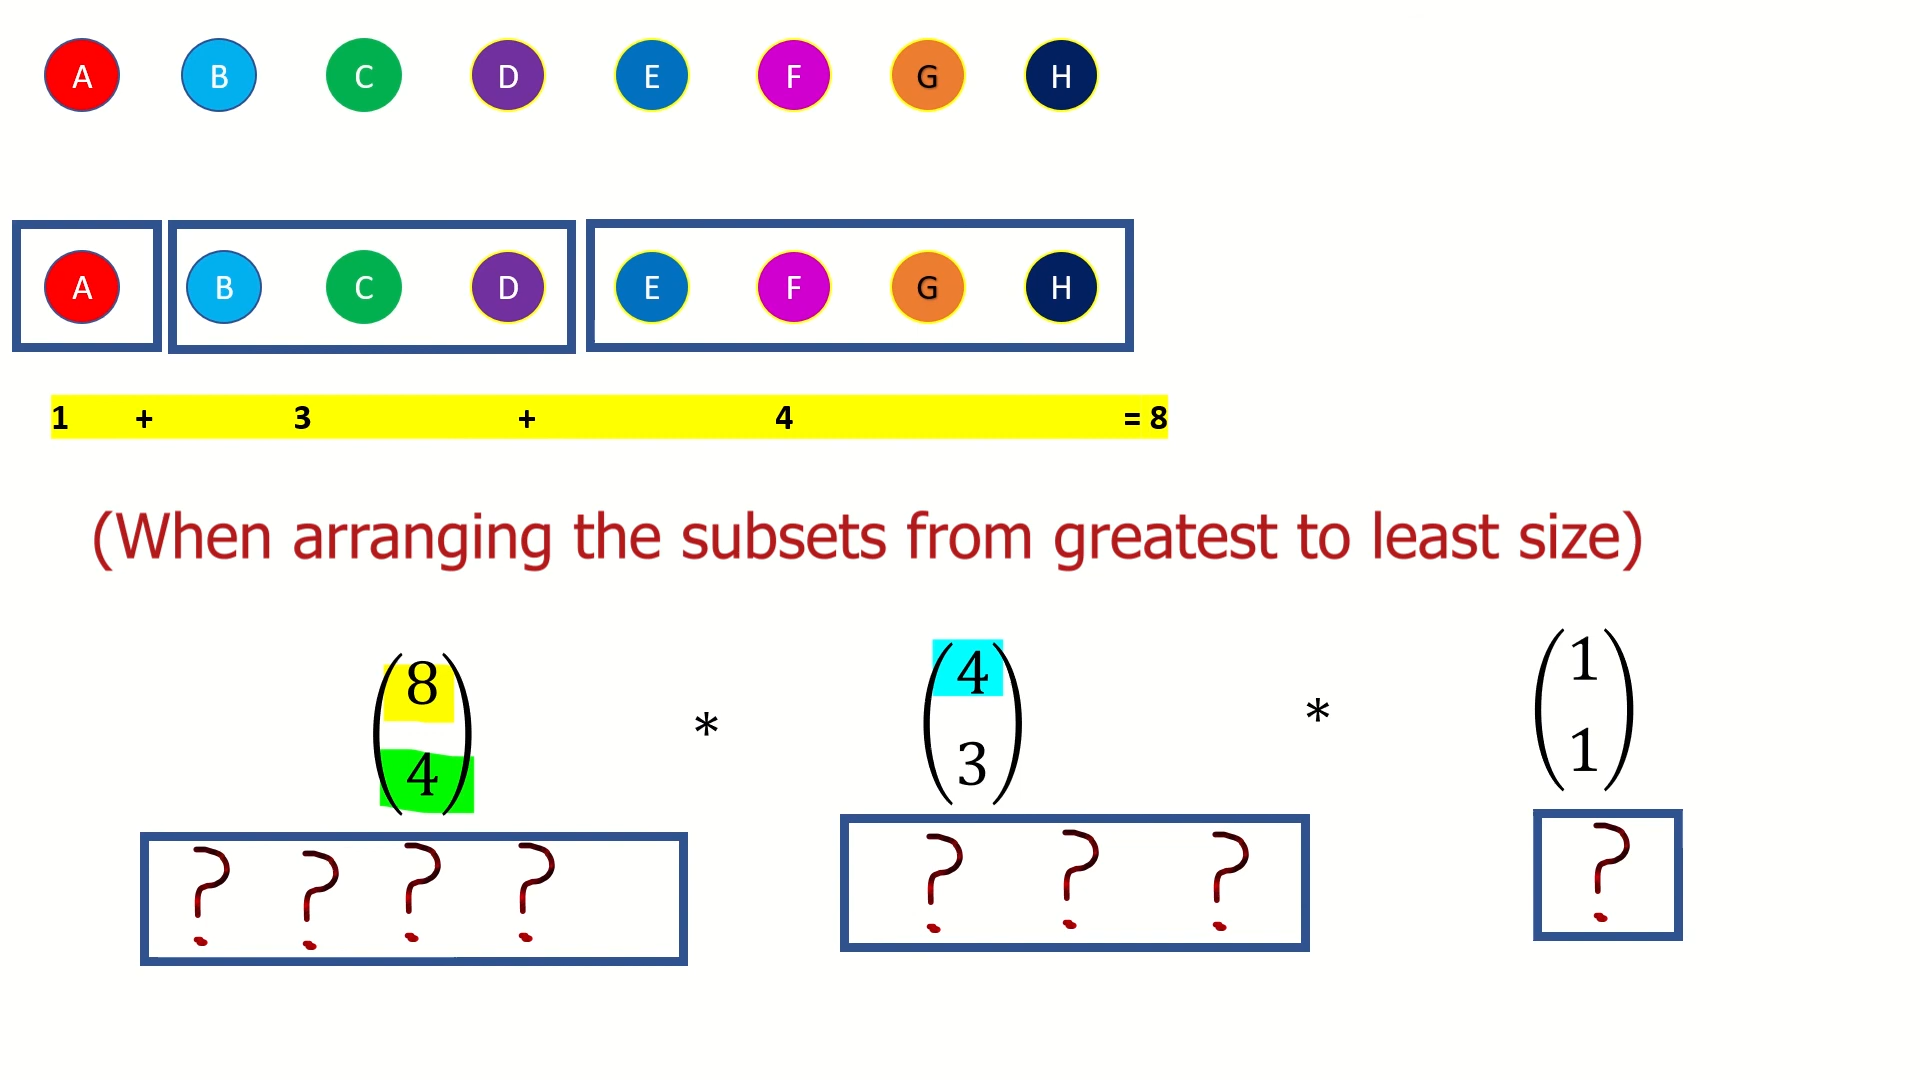 A B C D E F G H
A B C D E F G H
1 + 3 + 4 = 8
(When arranging the subsets from greatest to least size)
(8 4) * (4 3) * (1 1)
? ? ? ? ? ? ? ?